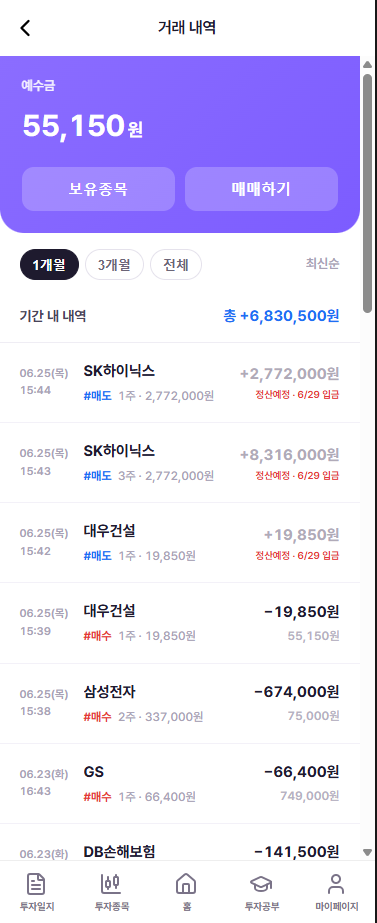 거래 내역
예수금
55,150원
보유종목 매매하기
1개월 3개월 전체 최신순
기간 내 내역 총 +6,830,500원
06.25(목) SK하이닉스 +2,772,000원
15:44 #매도 1주 · 2,772,000원 정산예정 · 6/29 입금
06.25(목) SK하이닉스 +8,316,000원
15:43 #매도 3주 · 2,772,000원 정산예정 · 6/29 입금
06.25(목) 대우건설 +19,850원
15:42 #매도 1주 · 19,850원 정산예정 · 6/29 입금
06.25(목) 대우건설 −19,850원
15:39 #매수 1주 · 19,850원 55,150원
06.25(목) 삼성전자 −674,000원
15:38 #매수 2주 · 337,000원 75,000원
06.23(화) GS −66,400원
16:43 #매수 1주 · 66,400원 749,000원
06.23(화) DB손해보험 −141,500원
투자일지 투자종목 홈 투자공부 마이페이지